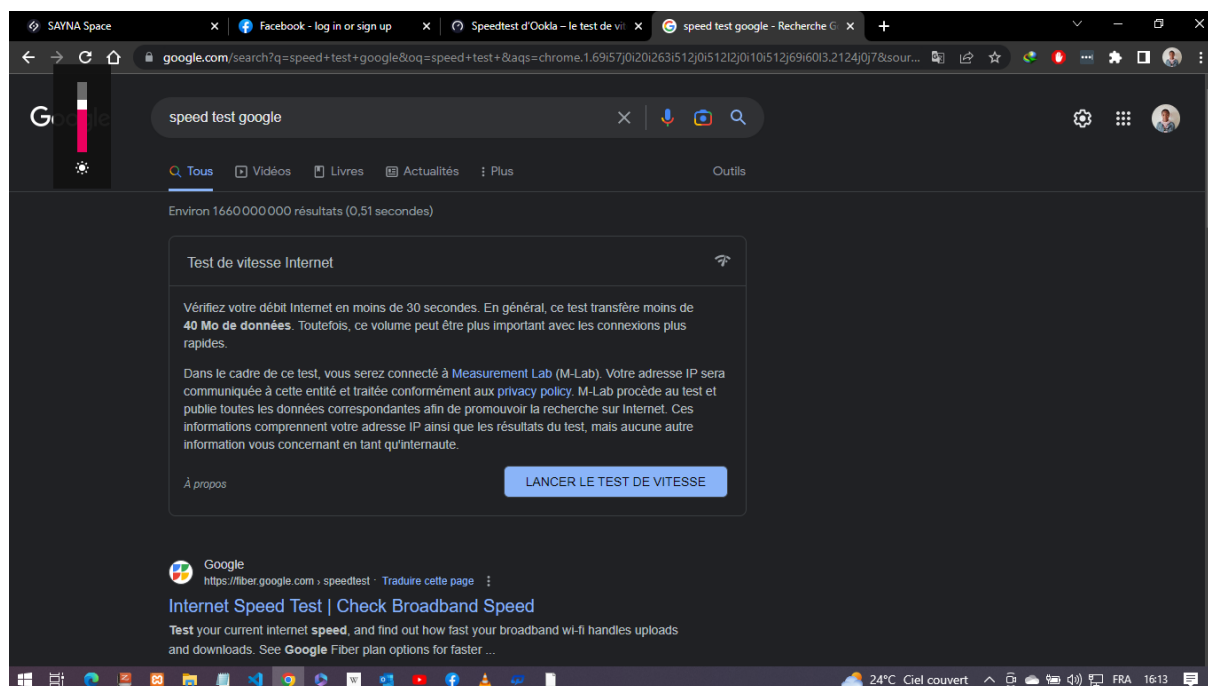 SAYNA Space
Facebook - log in or sign up
Speedtest d'Ookla – le test de vit
speed test google - Recherche G
google.com/search?q=speed+test+google&oq=speed+test+&aqs=chrome.1.69i57j0i20i263i512j0i512l2j0i10i512j69i60l3.2124j0j7&sour...
Google
speed test google
Tous
Vidéos
Livres
Actualités
Plus
Outils
Environ 1 660 000 000 résultats (0,51 secondes)
Test de vitesse Internet
Vérifiez votre débit Internet en moins de 30 secondes. En général, ce test transfère moins de
40 Mo de données. Toutefois, ce volume peut être plus important avec les connexions plus
rapides.
Dans le cadre de ce test, vous serez connecté à Measurement Lab (M-Lab). Votre adresse IP sera
communiquée à cette entité et traitée conformément aux privacy policy. M-Lab procède au test et
publie toutes les données correspondantes afin de promouvoir la recherche sur Internet. Ces
informations comprennent votre adresse IP ainsi que les résultats du test, mais aucune autre
information vous concernant en tant qu'internaute.
À propos
LANCER LE TEST DE VITESSE
Google
https://fiber.google.com › speedtest · Traduire cette page
Internet Speed Test | Check Broadband Speed
Test your current internet speed, and find out how fast your broadband wi-fi handles uploads
and downloads. See Google Fiber plan options for faster ...
24°C Ciel couvert
FRA
16:13